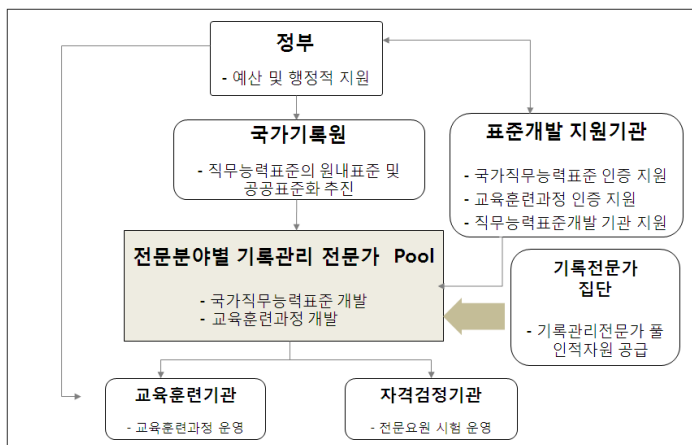 정부
- 예산 및 행정적 지원
국가기록원
- 직무능력표준의 원내표준 및
공공표준화 추진
표준개발 지원기관
- 국가직무능력표준 인증 지원
- 교육훈련과정 인증 지원
- 직무능력표준개발 기관 지원
전문분야별 기록관리 전문가 Pool
- 국가직무능력표준 개발
- 교육훈련과정 개발
기록전문가
집단
- 기록관리전문가 풀
인적자원 공급
교육훈련기관
- 교육훈련과정 운영
자격검정기관
- 전문요원 시험 운영